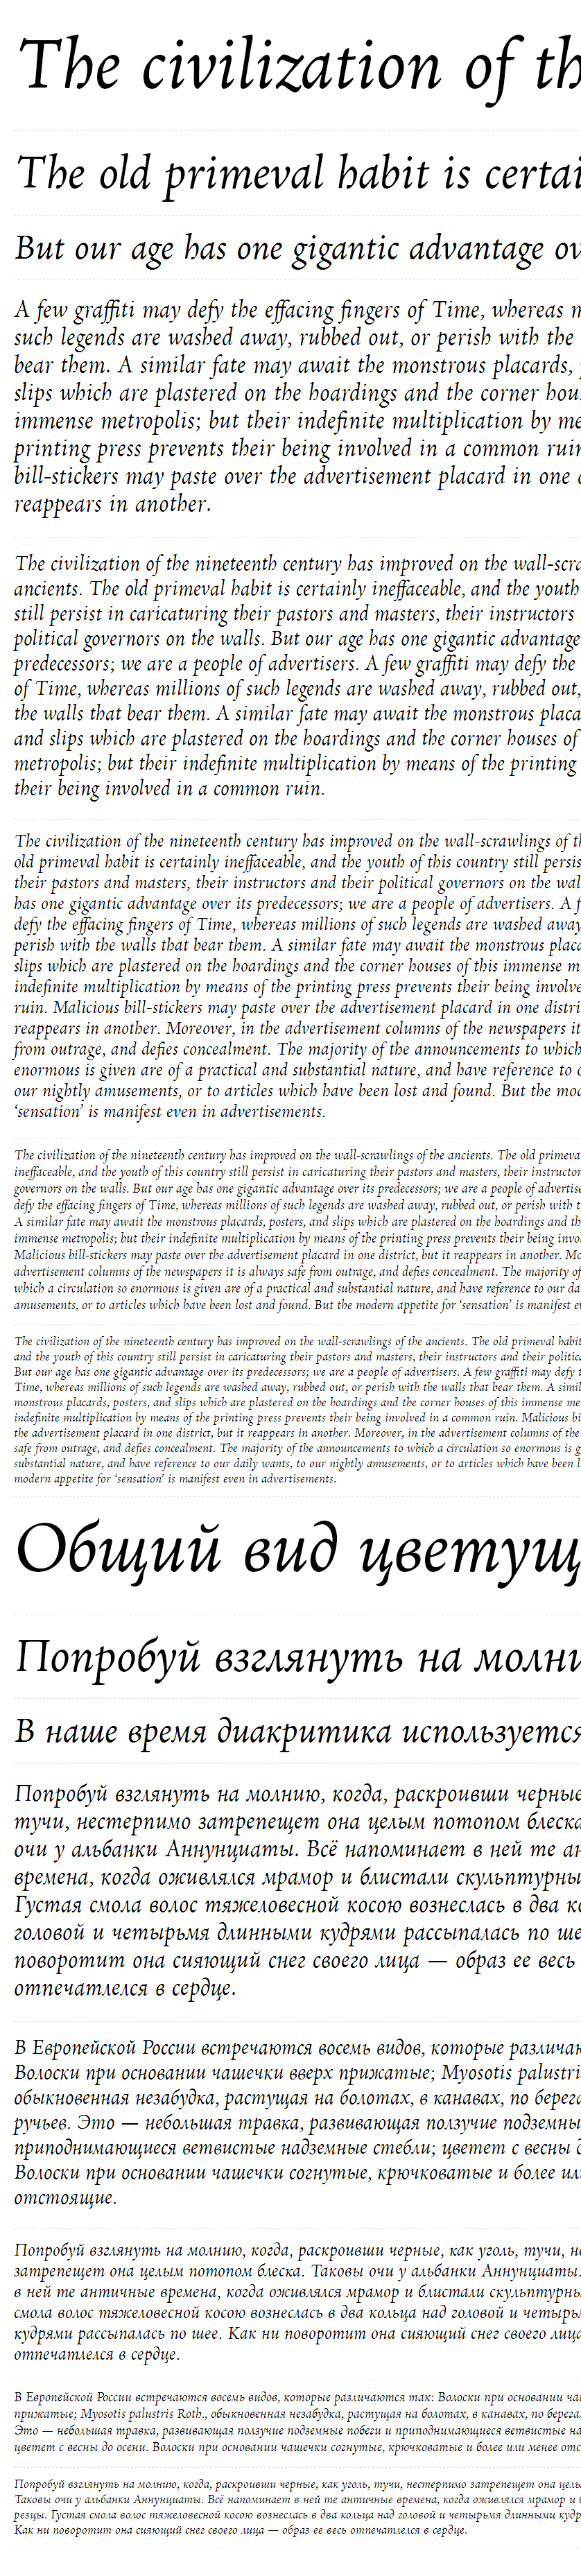 The civilization of th
The old primeval habit is certai
But our age has one gigantic advantage ov
A few graffiti may defy the effacing fingers of Time, whereas m
such legends are washed away, rubbed out, or perish with the
bear them. A similar fate may await the monstrous placards,
slips which are plastered on the hoardings and the corner hous
immense metropolis; but their indefinite multiplication by me
printing press prevents their being involved in a common ruin
bill-stickers may paste over the advertisement placard in one
reappears in another.
The civilization of the nineteenth century has improved on the wall-scra
ancients. The old primeval habit is certainly ineffaceable, and the youth
still persist in caricaturing their pastors and masters, their instructors
political governors on the walls. But our age has one gigantic advantage
predecessors; we are a people of advertisers. A few graffiti may defy the
of Time, whereas millions of such legends are washed away, rubbed out,
the walls that bear them. A similar fate may await the monstrous placa
and slips which are plastered on the hoardings and the corner houses of
metropolis; but their indefinite multiplication by means of the printing
their being involved in a common ruin.
The civilization of the nineteenth century has improved on the wall-scrawlings of th
old primeval habit is certainly ineffaceable, and the youth of this country still persis
their pastors and masters, their instructors and their political governors on the wal
has one gigantic advantage over its predecessors; we are a people of advertisers. A f
defy the effacing fingers of Time, whereas millions of such legends are washed away
perish with the walls that bear them. A similar fate may await the monstrous placa
slips which are plastered on the hoardings and the corner houses of this immense m
indefinite multiplication by means of the printing press prevents their being involve
ruin. Malicious bill-stickers may paste over the advertisement placard in one distri
reappears in another. Moreover, in the advertisement columns of the newspapers it
from outrage, and defies concealment. The majority of the announcements to which
enormous is given are of a practical and substantial nature, and have reference to o
our nightly amusements, or to articles which have been lost and found. But the mod
‘sensation’ is manifest even in advertisements.
The civilization of the nineteenth century has improved on the wall-scrawlings of the ancients. The old primeva
ineffaceable, and the youth of this country still persist in caricaturing their pastors and masters, their instructor
governors on the walls. But our age has one gigantic advantage over its predecessors; we are a people of advertise
defy the effacing fingers of Time, whereas millions of such legends are washed away, rubbed out, or perish with t
A similar fate may await the monstrous placards, posters, and slips which are plastered on the hoardings and th
immense metropolis; but their indefinite multiplication by means of the printing press prevents their being invol
Malicious bill-stickers may paste over the advertisement placard in one district, but it reappears in another. Mo
advertisement columns of the newspapers it is always safe from outrage, and defies concealment. The majority of
which a circulation so enormous is given are of a practical and substantial nature, and have reference to our da
amusements, or to articles which have been lost and found. But the modern appetite for ‘sensation’ is manifest ev
The civilization of the nineteenth century has improved on the wall-scrawlings of the ancients. The old primeval habit
and the youth of this country still persist in caricaturing their pastors and masters, their instructors and their politica
But our age has one gigantic advantage over its predecessors; we are a people of advertisers. A few graffiti may defy t
Time, whereas millions of such legends are washed away, rubbed out, or perish with the walls that bear them. A simil
monstrous placards, posters, and slips which are plastered on the hoardings and the corner houses of this immense me
indefinite multiplication by means of the printing press prevents their being involved in a common ruin. Malicious bi
the advertisement placard in one district, but it reappears in another. Moreover, in the advertisement columns of the
safe from outrage, and defies concealment. The majority of the announcements to which a circulation so enormous is g
substantial nature, and have reference to our daily wants, to our nightly amusements, or to articles which have been l
modern appetite for ‘sensation’ is manifest even in advertisements.
Общий вид цветущ
Попробуй взглянуть на молни
В наше время диакритика используется
Попробуй взглянуть на молнию, когда, раскроивши черные
тучи, нестерпимо затрепещет она целым потопом блеска
очи у альбанки Аннунциаты. Всё напоминает в ней те ан
времена, когда оживлялся мрамор и блистали скульптурны
Густая смола волос тяжеловесной косою вознеслась в два ко
головой и четырьмя длинными кудрями рассыпалась по ше
поворотит она сияющий снег своего лица — образ ее весь
отпечатлелся в сердце.
В Европейской России встречаются восемь видов, которые различаю
Волоски при основании чашечки вверх прижатые; Myosotis palustri
обыкновенная незабудка, растущая на болотах, в канавах, по берега
ручьев. Это — небольшая травка, развивающая ползучие подземны
приподнимающиеся ветвистые надземные стебли; цветет с весны д
Волоски при основании чашечки согнутые, крючковатые и более или
отстоящие.
Попробуй взглянуть на молнию, когда, раскроивши черные, как уголь, тучи, не
затрепещет она целым потопом блеска. Таковы очи у альбанки Аннунциаты.
в ней те античные времена, когда оживлялся мрамор и блистали скульптурны
смола волос тяжеловесной косою вознеслась в два кольца над головой и четырьм
кудрями рассыпалась по шее. Как ни поворотит она сияющий снег своего лица
отпечатлелся в сердце.
В Европейской России встречаются восемь видов, которые различаются так: Волоски при основании чаш
прижатые; Myosotis palustris Roth., обыкновенная незабудка, растущая на болотах, в канавах, по берега
Это — небольшая травка, развивающая ползучие подземные побеги и приподнимающиеся ветвистые на
цветет с весны до осени. Волоски при основании чашечки согнутые, крючковатые и более или менее отс
Попробуй взглянуть на молнию, когда, раскроивши черные, как уголь, тучи, нестерпимо затрепещет она целы
Таковы очи у альбанки Аннунциаты. Всё напоминает в ней те античные времена, когда оживлялся мрамор и б
резцы. Густая смола волос тяжеловесной косою вознеслась в два кольца над головой и четырьмя длинными кудр
Как ни поворотит она сияющий снег своего лица — образ ее весь отпечатлелся в сердце.